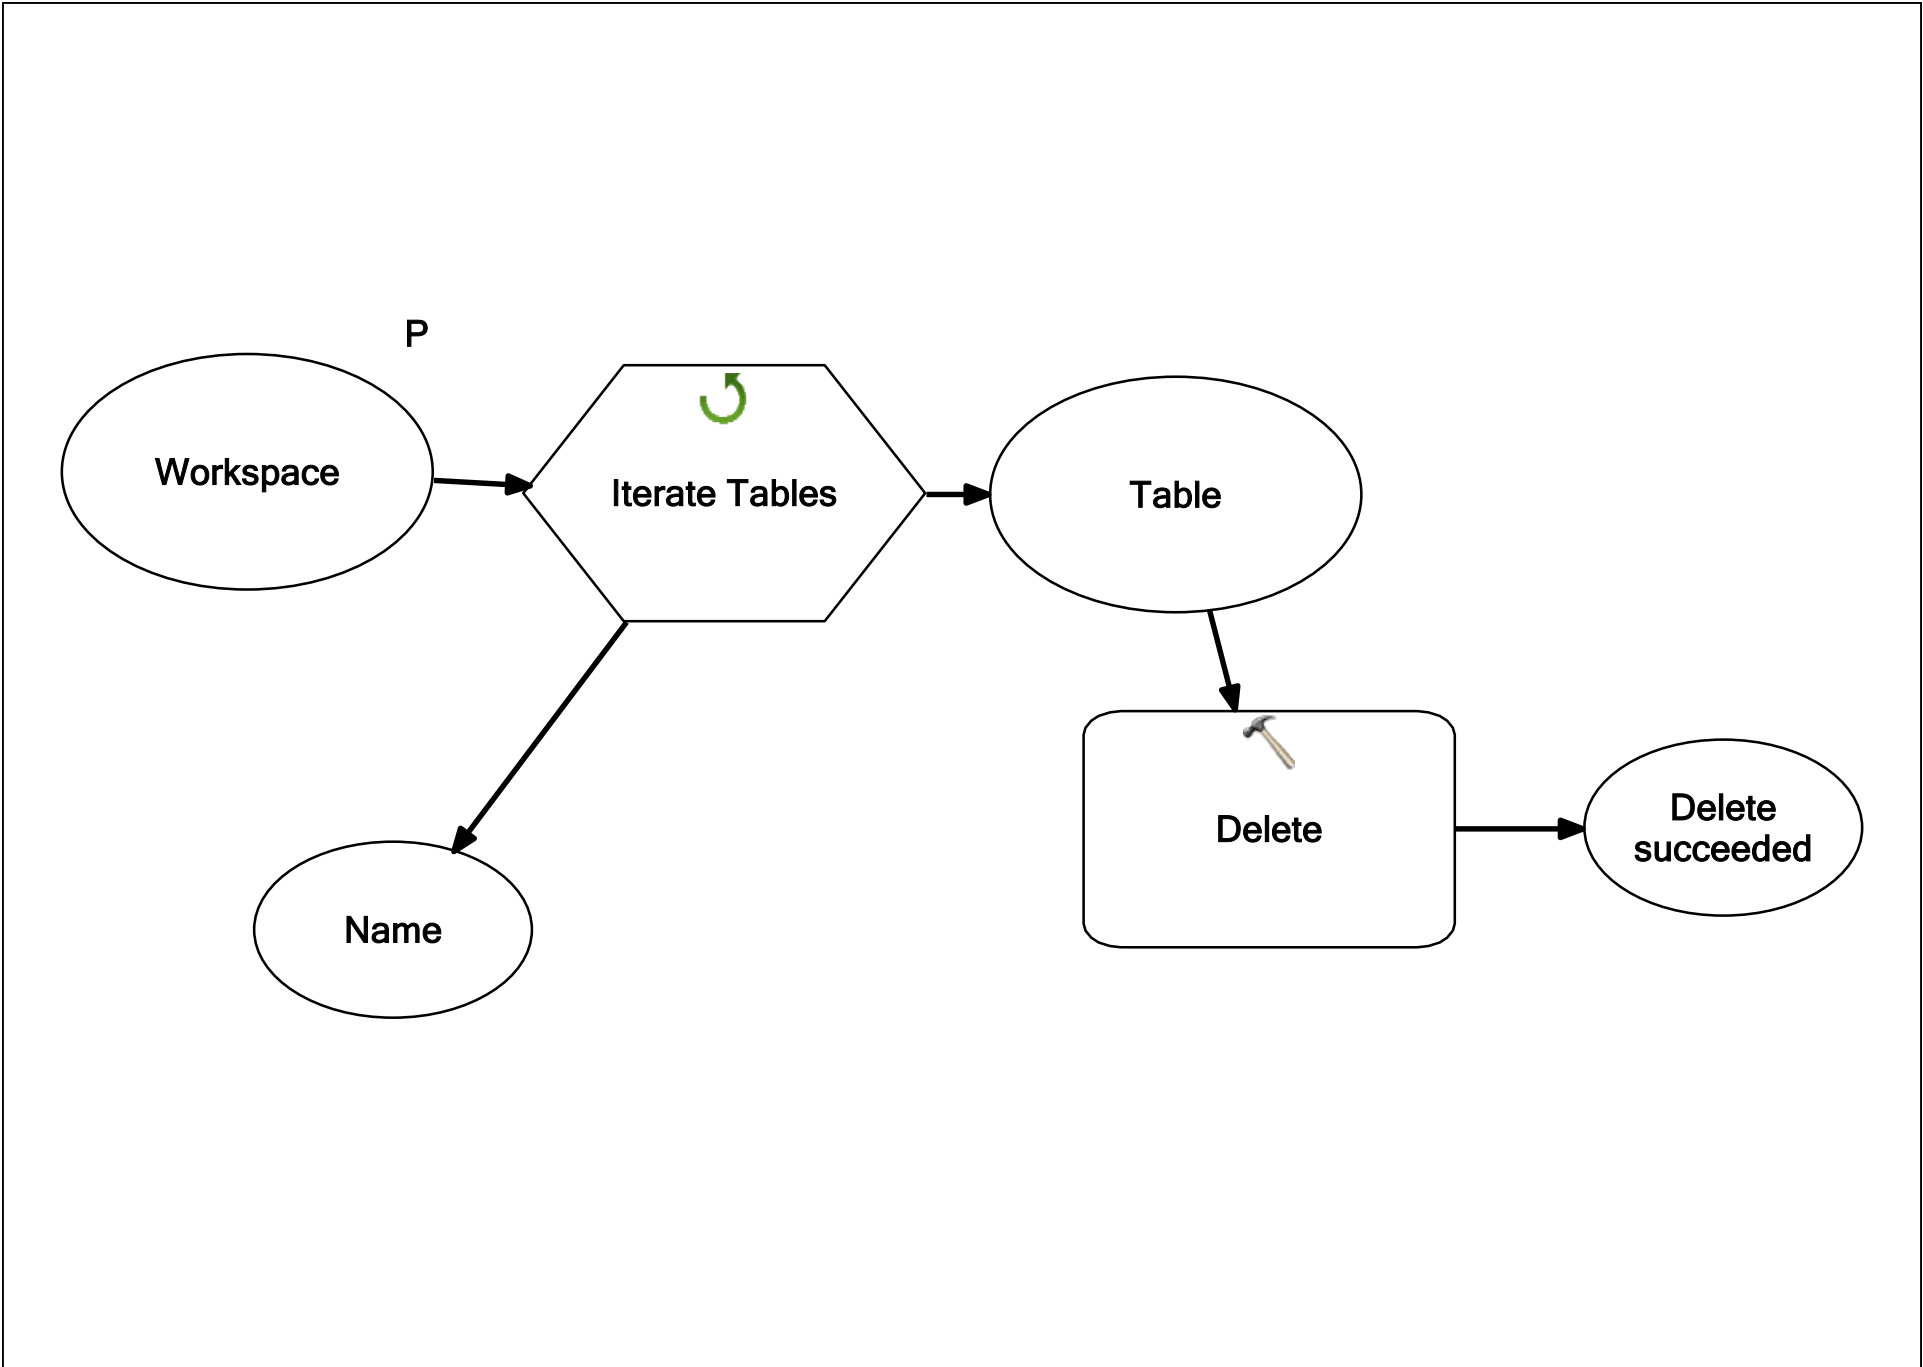 P
Workspace
Iterate Tables
Table
Delete
Delete
succeeded
Name